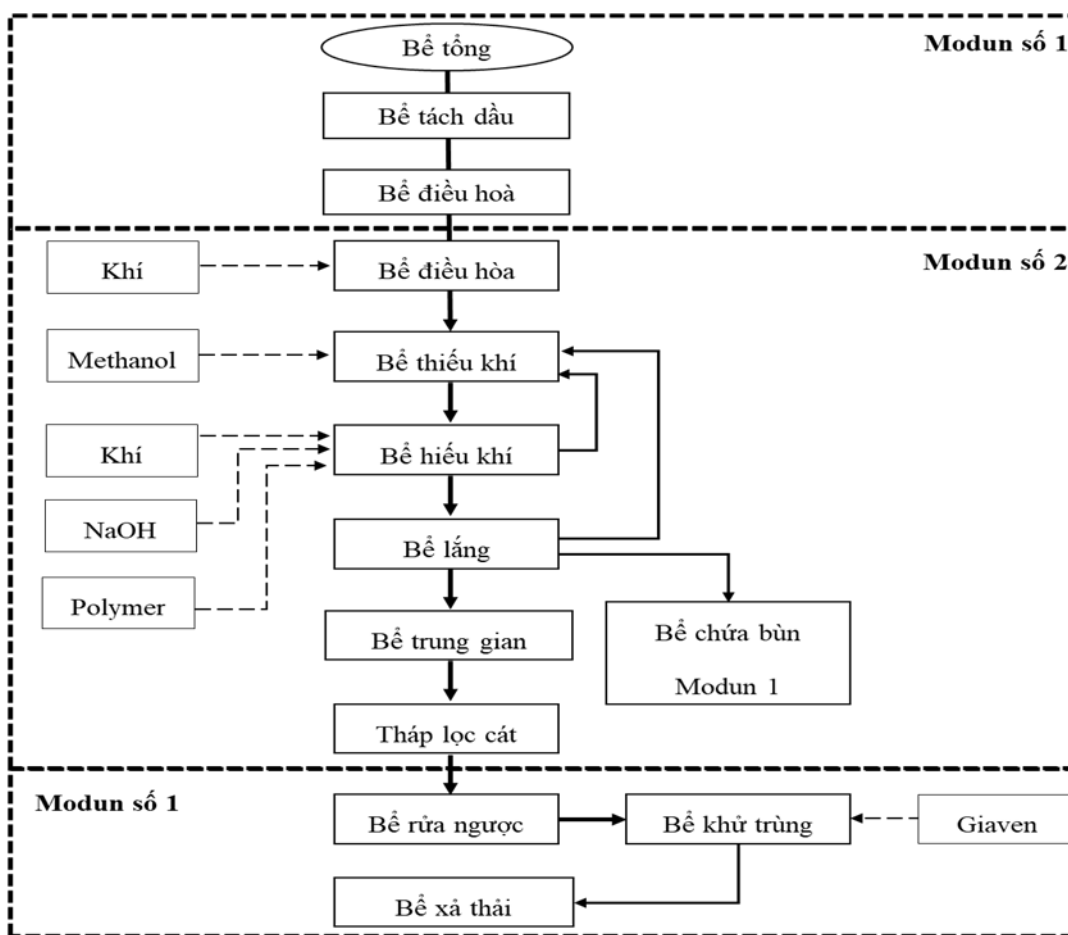 Bể tổng
Modun số 1
Bể tách dầu
Bể điều hoà
Khí
Bể điều hòa
Modun số 2
Methanol
Bể thiếu khí
Khí
Bể hiếu khí
NaOH
Bể lắng
Polymer
Bể trung gian
Bể chứa bùn
Modun 1
Tháp lọc cát
Modun số 1
Bể rửa ngược
Bể khử trùng
Giaven
Bể xả thải